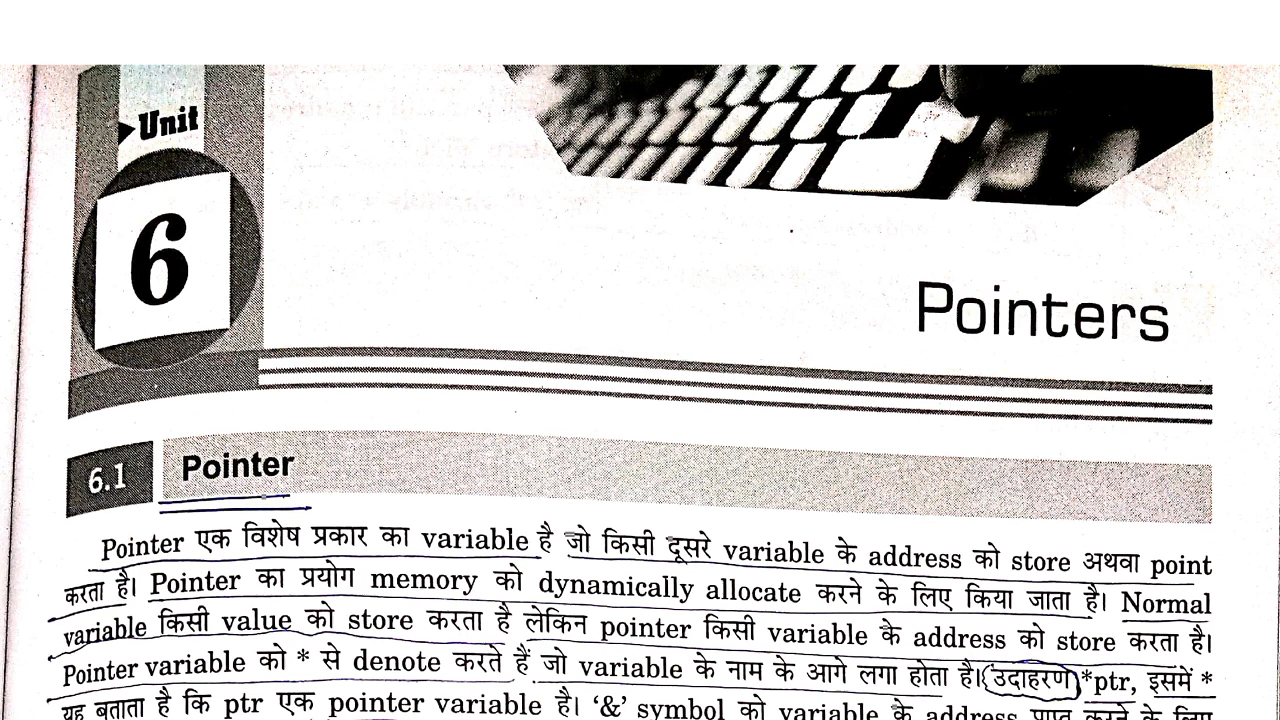 Unit
6
Pointers
6.1 Pointer
Pointer एक विशेष प्रकार का variable है जो किसी दूसरे variable के address को store अथवा point
करता है। Pointer का प्रयोग memory को dynamically allocate करने के लिए किया जाता है। Normal
variable किसी value को store करता है लेकिन pointer किसी variable के address को store करता है।
Pointer variable को * से denote करते हैं जो variable के नाम के आगे लगा होता है। उदाहरण *ptr, इसमें *
यह बताता है कि ptr एक pointer variable है। ‘&’ symbol को variable के address प्राप्त करने के लिए